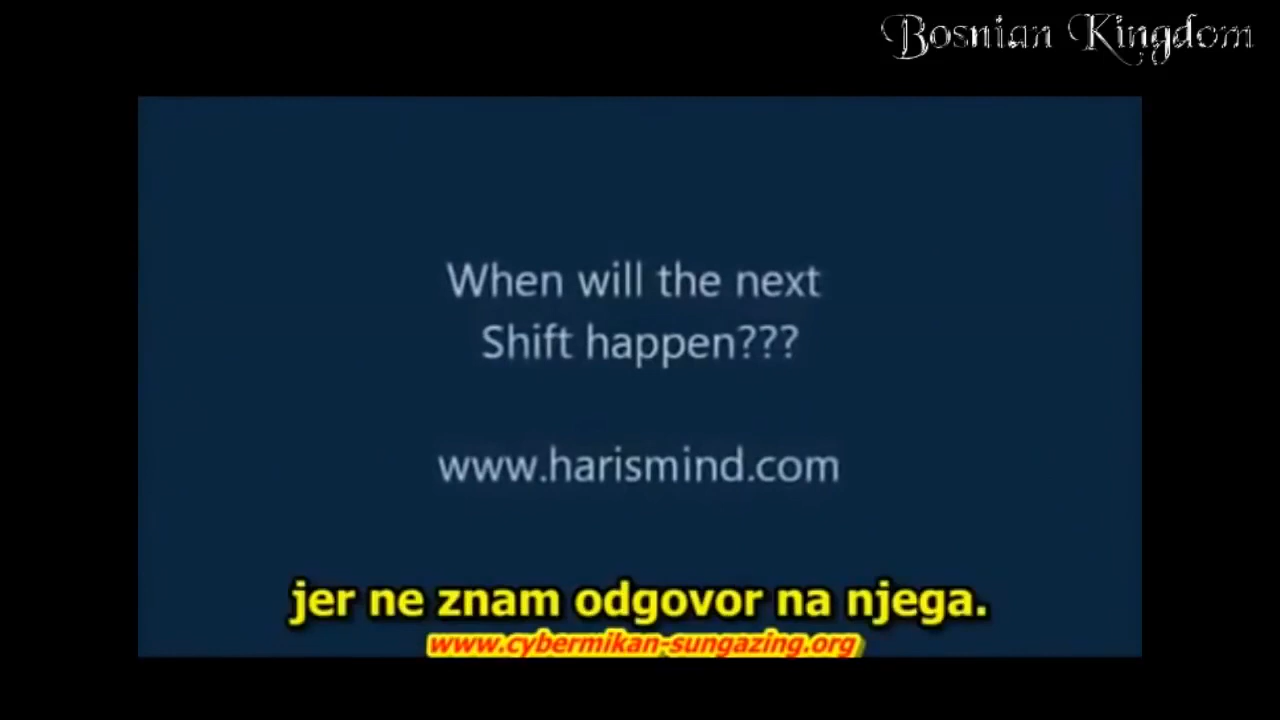 Bosnian Kingdom
When will the next
Shift happen???
www.harismind.com
jer ne znam odgovor na njega.
www.cybermikan-sungazing.org